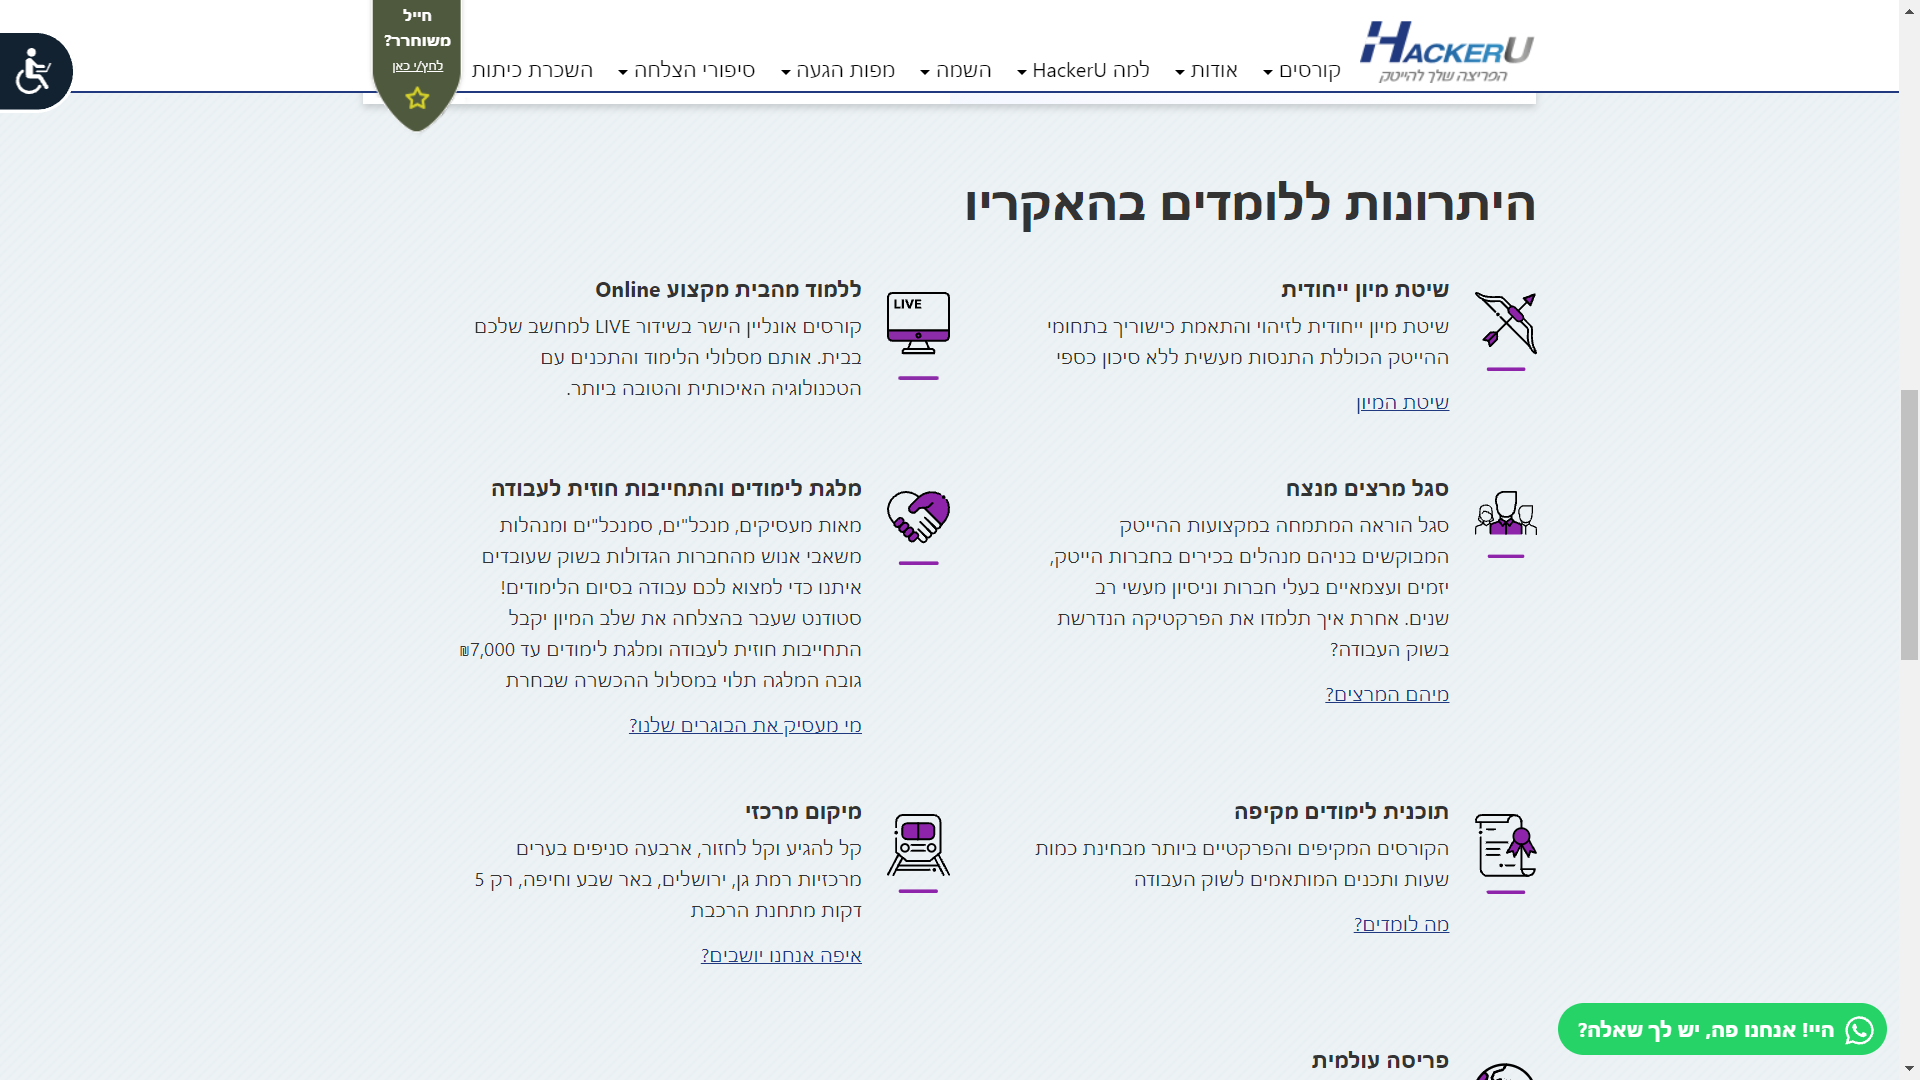 HACKERU
הפריצה שלך להייטק
קורסים
אודות
למה HackerU
השמה
מפות הגעה
סיפורי הצלחה
השכרת כיתות
חייל
משוחרר?
לחץ/י כאן
היתרונות ללומדים בהאקריו
שיטת מיון ייחודית
שיטת מיון ייחודית לזיהוי והתאמת כישוריך בתחומי
ההייטק הכוללת התנסות מעשית ללא סיכון כספי
שיטת המיון
LIVE
ללמוד מהבית מקצוע Online
קורסים אונליין הישר בשידור LIVE למחשב שלכם
בבית. אותם מסלולי הלימוד והתכנים עם
הטכנולוגיה האיכותית והטובה ביותר.
סגל מרצים מנצח
סגל הוראה המתמחה במקצועות ההייטק
המבוקשים בניהם מנהלים בכירים בחברות הייטק,
יזמים ועצמאיים בעלי חברות וניסיון מעשי רב
שנים. אחרת איך תלמדו את הפרקטיקה הנדרשת
בשוק העבודה?
מיהם המרצים?
מלגת לימודים והתחייבות חוזית לעבודה
מאות מעסיקים, מנכל"ים, סמנכל"ים ומנהלות
משאבי אנוש מהחברות הגדולות בשוק שעובדים
איתנו כדי למצוא לכם עבודה בסיום הלימודים!
סטודנט שעבר בהצלחה את שלב המיון יקבל
התחייבות חוזית לעבודה ומלגת לימודים עד 7,000₪
גובה המלגה תלוי במסלול ההכשרה שבחרת
מי מעסיק את הבוגרים שלנו?
תוכנית לימודים מקיפה
הקורסים המקיפים והפרקטיים ביותר מבחינת כמות
שעות ותכנים המותאמים לשוק העבודה
מה לומדים?
מיקום מרכזי
קל להגיע וקל לחזור, ארבעה סניפים בערים
מרכזיות רמת גן, ירושלים, באר שבע וחיפה, רק 5
דקות מתחנת הרכבת
איפה אנחנו יושבים?
פריסה עולמית
היי! אנחנו פה, יש לך שאלה?